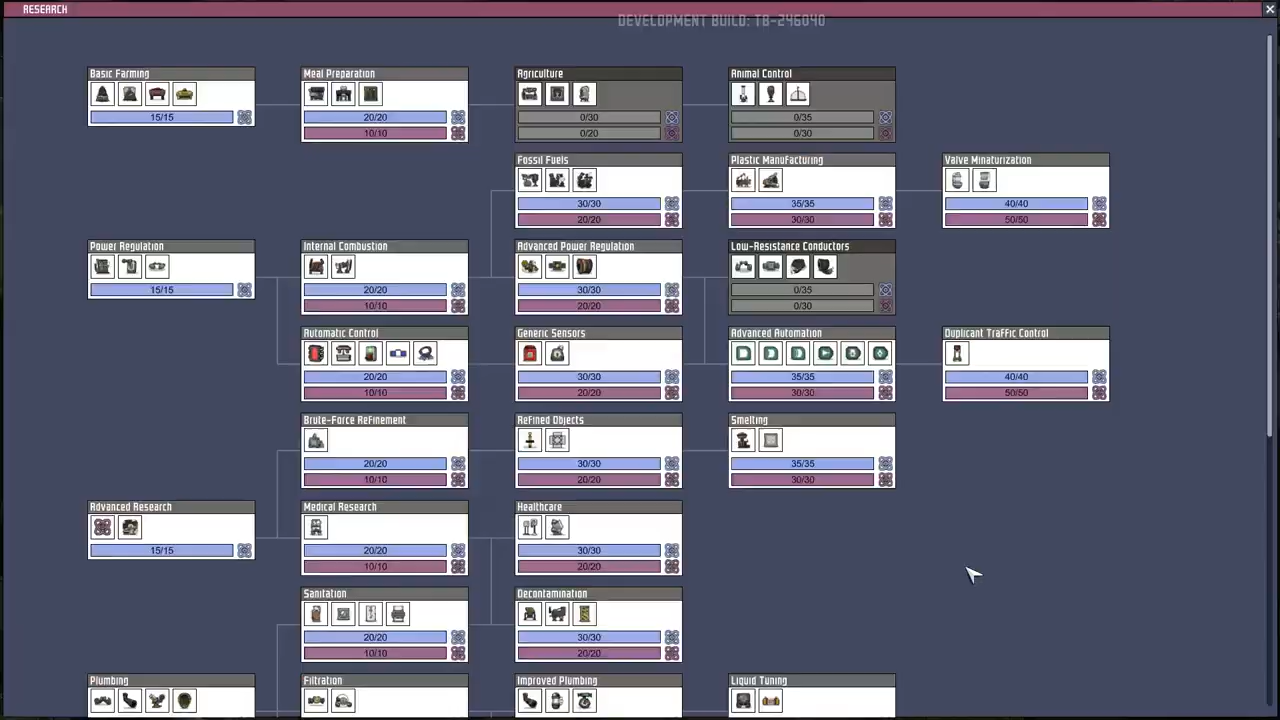 RESEARCH
DEVELOPMENT BUILD: TB-246040
Basic Farming
15/15
Meal Preparation
20/20
10/10
Agriculture
0/30
0/20
Animal Control
0/35
0/30
Fossil Fuels
30/30
20/20
Plastic Manufacturing
35/35
30/30
Valve Minaturization
40/40
50/50
Power Regulation
15/15
Internal Combustion
20/20
10/10
Advanced Power Regulation
30/30
20/20
Low-Resistance Conductors
0/35
0/30
Automatic Control
20/20
10/10
Generic Sensors
30/30
20/20
Advanced Automation
35/35
30/30
Duplicant Traffic Control
40/40
50/50
Brute-Force Refinement
20/20
10/10
Refined Objects
30/30
20/20
Smelting
35/35
30/30
Advanced Research
15/15
Medical Research
20/20
10/10
Healthcare
30/30
20/20
Sanitation
20/20
10/10
Decontamination
30/30
20/20
Plumbing
Filtration
Improved Plumbing
Liquid Tuning